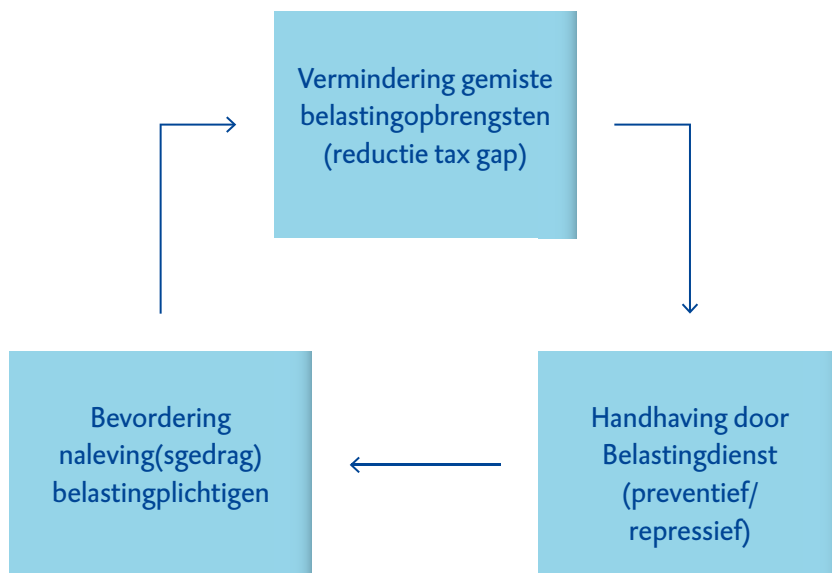 Vermindering gemiste
belastingopbrengsten
(reductie tax gap)
Bevordering
naleving(sgedrag)
belastingplichtigen
Handhaving door
Belastingdienst
(preventief/
repressief)